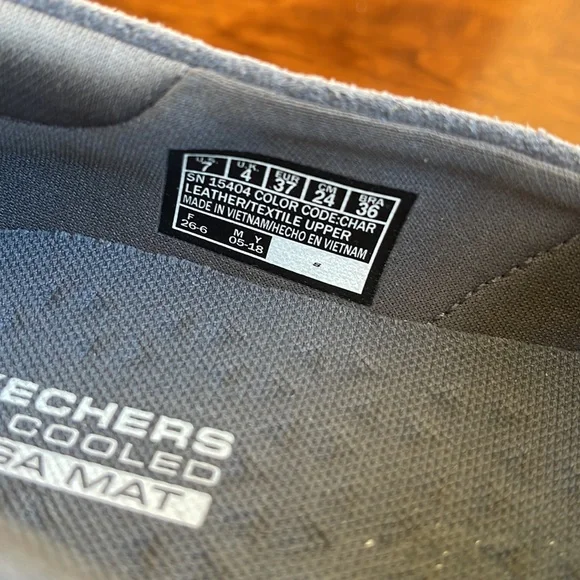 U.S. U.K. EUR CM BRA
7 4 37 24 36
SN 15404 COLOR CODE:CHAR
LEATHER/TEXTILE UPPER
MADE IN VIETNAM/HECHO EN VIETNAM
F M Y
26-6 05-18
8
KECHERS
COOLED
GA MAT